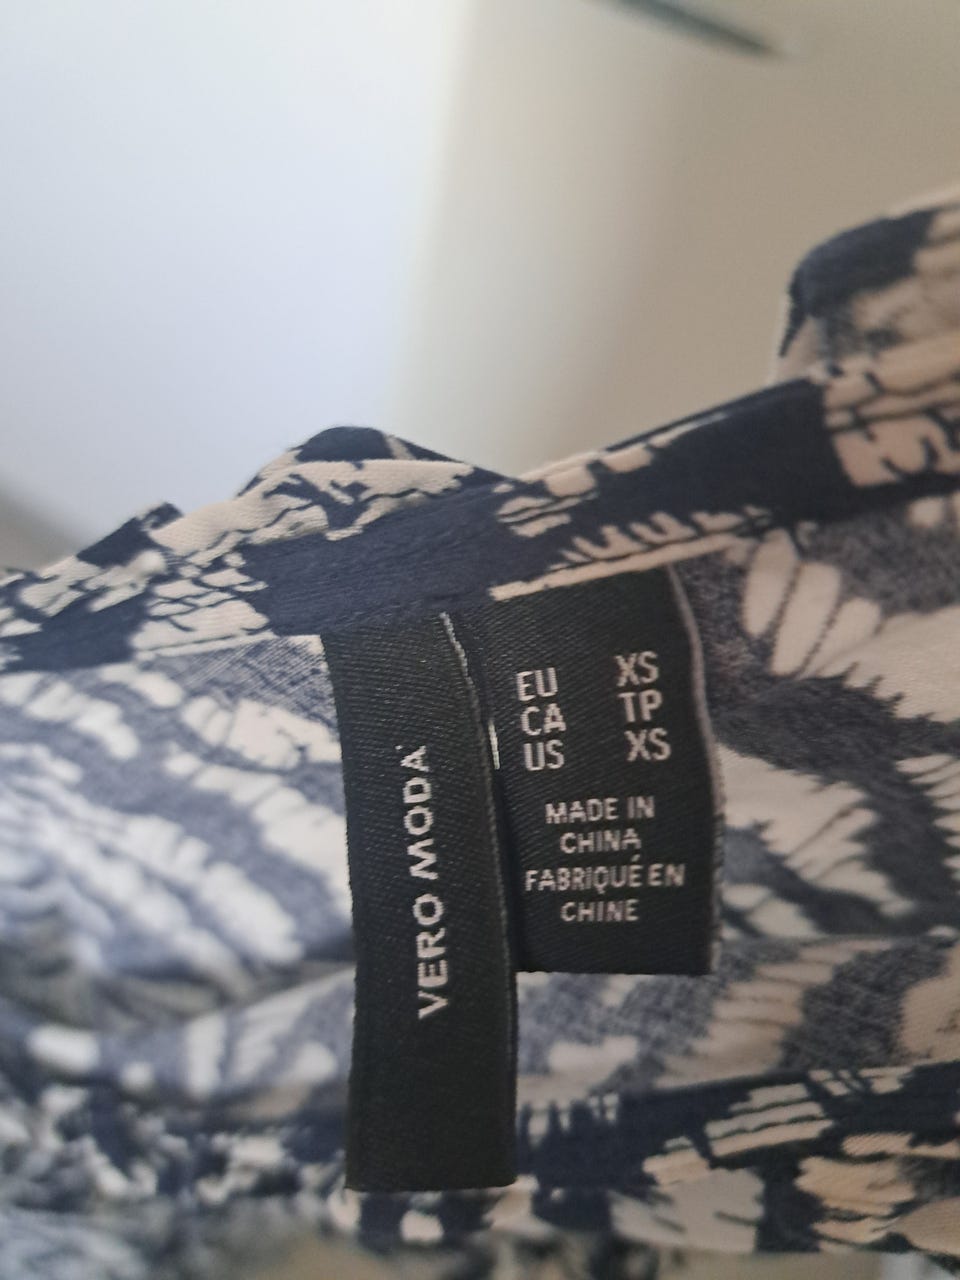 VERO MODA
EU XS
CA TP
US XS
MADE IN
CHINA
FABRIQUÉ EN
CHINE